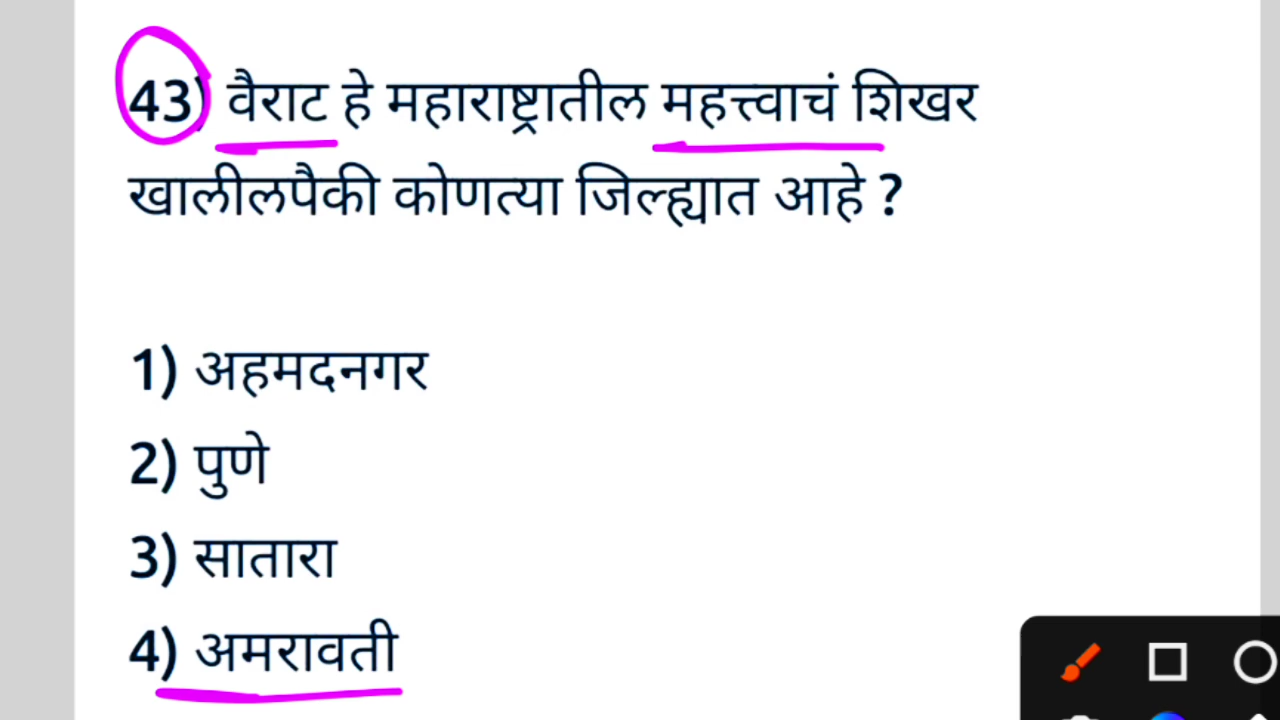 43) वैराट हे महाराष्ट्रातील महत्त्वाचं शिखर
खालीलपैकी कोणत्या जिल्ह्यात आहे ?
1) अहमदनगर
2) पुणे
3) सातारा
4) अमरावती